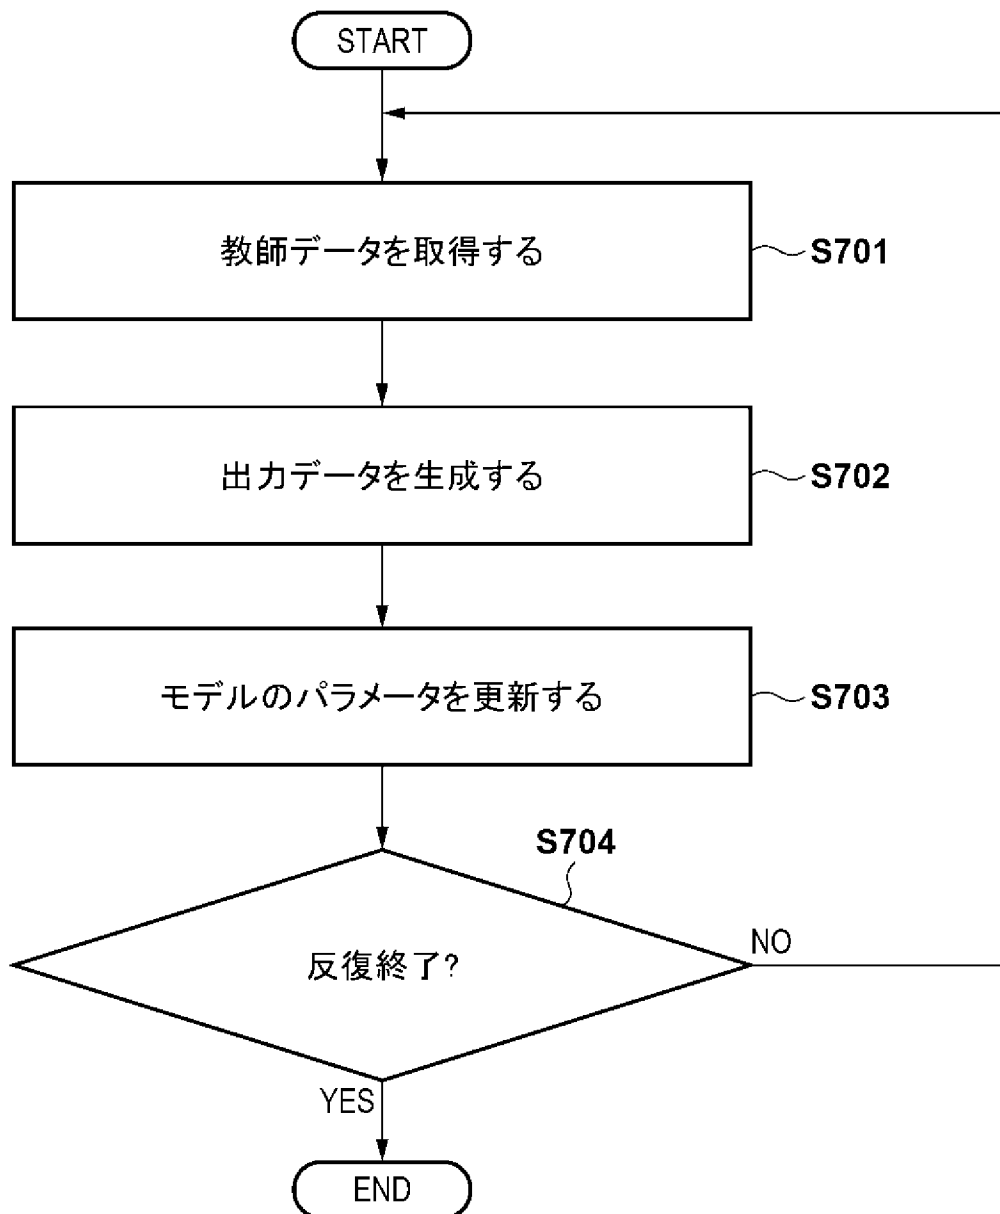 START
教師データを取得する
S701
出力データを生成する
S702
モデルのパラメータを更新する
S703
S704
反復終了?
NO
YES
END